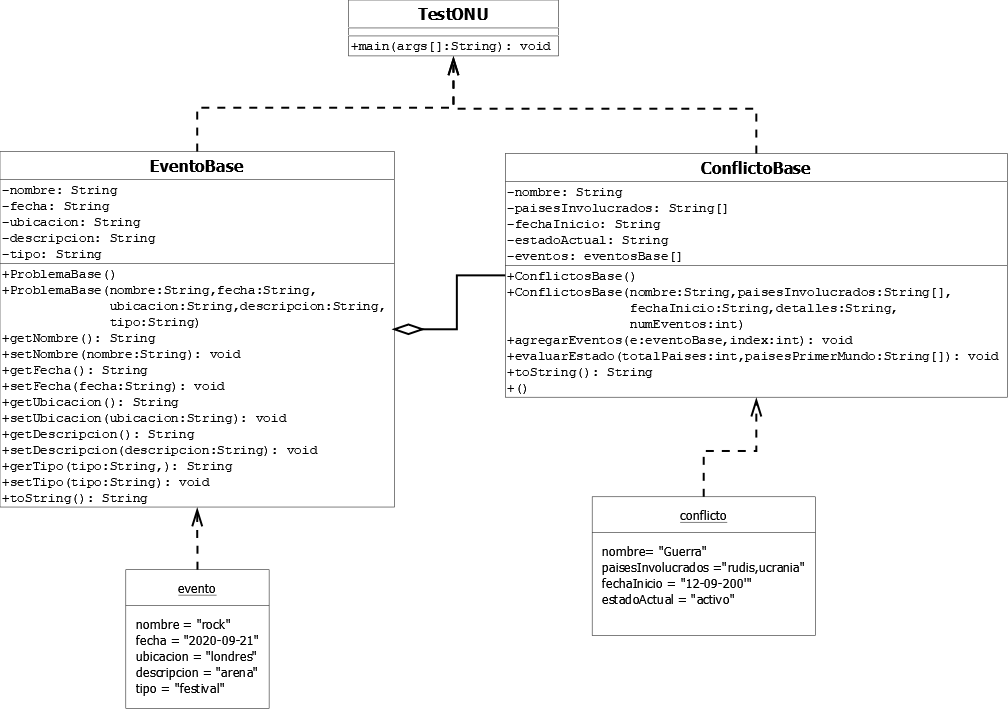 TestONU
+main(args[]:String): void
EventoBase
-nombre: String
-fecha: String
-ubicacion: String
-descripcion: String
-tipo: String
+ProblemaBase()
+ProblemaBase(nombre:String,fecha:String,
ubicacion:String,descripcion:String,
tipo:String)
+getNombre(): String
+setNombre(nombre:String): void
+getFecha(): String
+setFecha(fecha:String): void
+getUbicacion(): String
+setUbicacion(ubicacion:String): void
+getDescripcion(): String
+setDescripcion(descripcion:String): void
+gerTipo(tipo:String,): String
+setTipo(tipo:String): void
+toString(): String
ConflictoBase
-nombre: String
-paisesInvolucrados: String[]
-fechaInicio: String
-estadoActual: String
-eventos: eventosBase[]
+ConflictosBase()
+ConflictosBase(nombre:String,paisesInvolucrados:String[],
fechaInicio:String,detalles:String,
numEventos:int)
+agregarEventos(e:eventoBase,index:int): void
+evaluarEstado(totalPaises:int,paisesPrimerMundo:String[]): void
+toString(): String
+()
evento
nombre = "rock"
fecha = "2020-09-21"
ubicacion = "londres"
descripcion = "arena"
tipo = "festival"
conflicto
nombre= "Guerra"
paisesInvolucrados ="rudis,ucrania"
fechaInicio = "12-09-200'"
estadoActual = "activo"